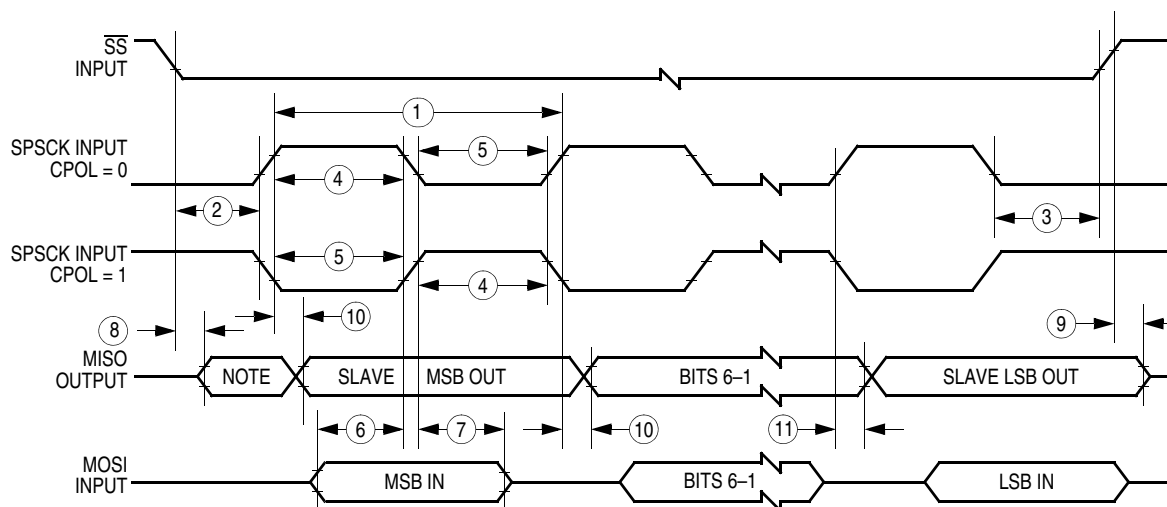 SS
INPUT
1
SPSCK INPUT
CPOL = 0
5
4
2
3
SPSCK INPUT
CPOL = 1
5
4
8
10
9
MISO
OUTPUT
NOTE
SLAVE MSB OUT
BITS 6–1
SLAVE LSB OUT
6
7
10
11
MOSI
INPUT
MSB IN
BITS 6–1
LSB IN